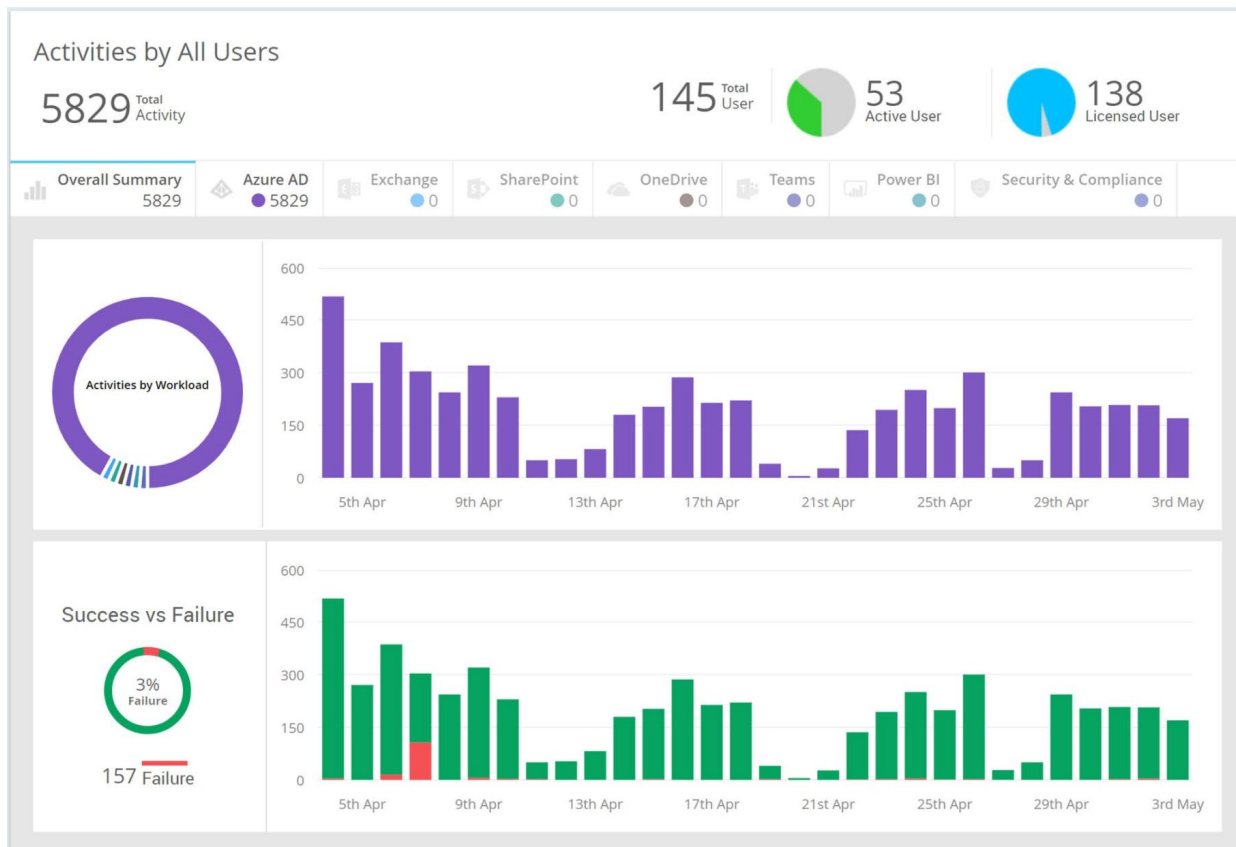 Activities by All Users
5829 Total Activity
145 Total User
53 Active User
138 Licensed User
Overall Summary
5829
Azure AD
5829
Exchange
0
SharePoint
0
OneDrive
0
Teams
0
Power BI
0
Security & Compliance
0
Activities by Workload
600
450
300
150
0
5th Apr 9th Apr 13th Apr 17th Apr 21st Apr 25th Apr 29th Apr 3rd May
Success vs Failure
3%
Failure
157 Failure
600
450
300
150
0
5th Apr 9th Apr 13th Apr 17th Apr 21st Apr 25th Apr 29th Apr 3rd May